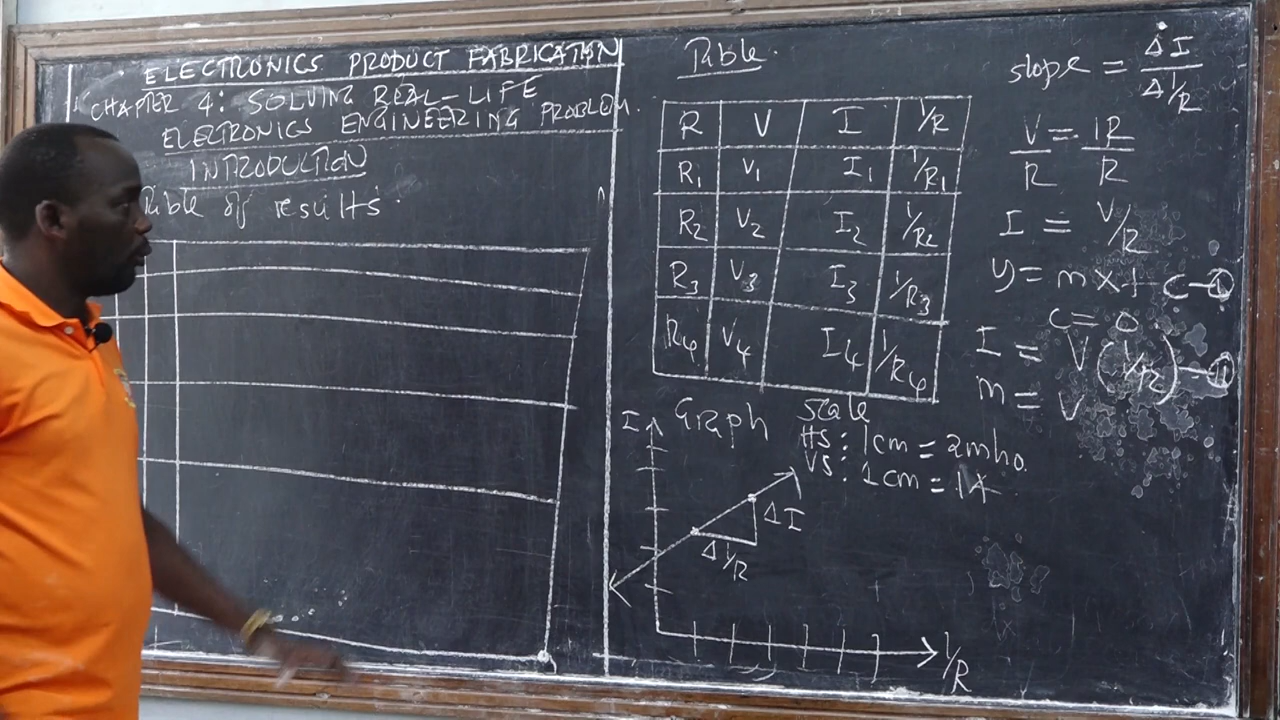 ELECTRONICS PRODUCT FABRICATION
CHAPTER 4: SOLVING REAL-LIFE
ELECTRONICS ENGINEERING PROBLEM.
INTRODUCTION
Table of results.
Table.
R V I 1/R
R1 V1 I1 1/R1
R2 V2 I2 1/R2
R3 V3 I3 1/R3
R4 V4 I4 1/R4
Graph
Scale
HS: 1cm = 2mho.
VS: 1cm = 1A
I
ΔI
Δ1/R
1/R
slope = ΔI/Δ1/R
V/R = IR/R
I = V/R
y = mx + c — I
c = 0
I = V(1/R) — II
m = V